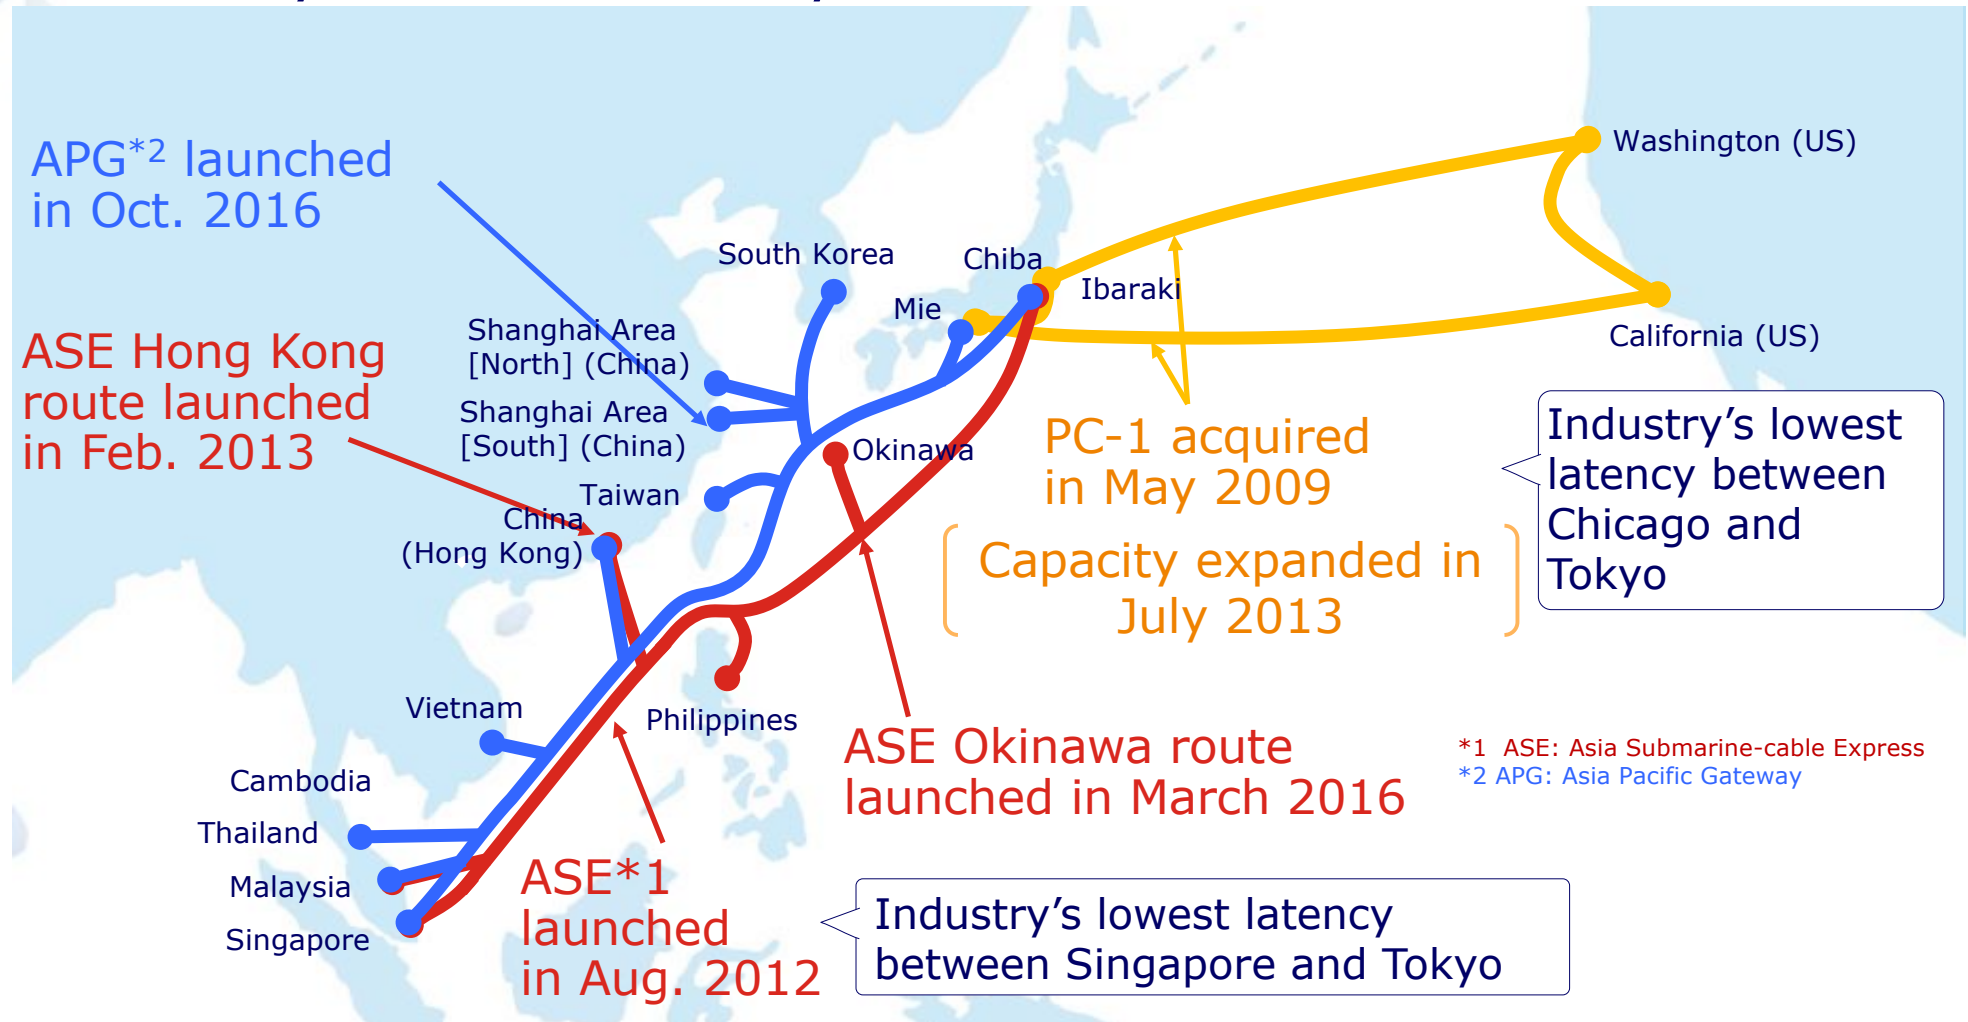 APG*2 launched
in Oct. 2016
ASE Hong Kong
route launched
in Feb. 2013
South Korea
Chiba
Ibaraki
Mie
Washington (US)
California (US)
Shanghai Area
[North] (China)
Shanghai Area
[South] (China)
Okinawa
Taiwan
China
(Hong Kong)
PC-1 acquired
in May 2009
Capacity expanded in
July 2013
Industry’s lowest
latency between
Chicago and
Tokyo
Vietnam
Philippines
Cambodia
Thailand
Malaysia
Singapore
ASE Okinawa route
launched in March 2016
*1 ASE: Asia Submarine-cable Express
*2 APG: Asia Pacific Gateway
ASE*1
launched
in Aug. 2012
Industry’s lowest latency
between Singapore and Tokyo